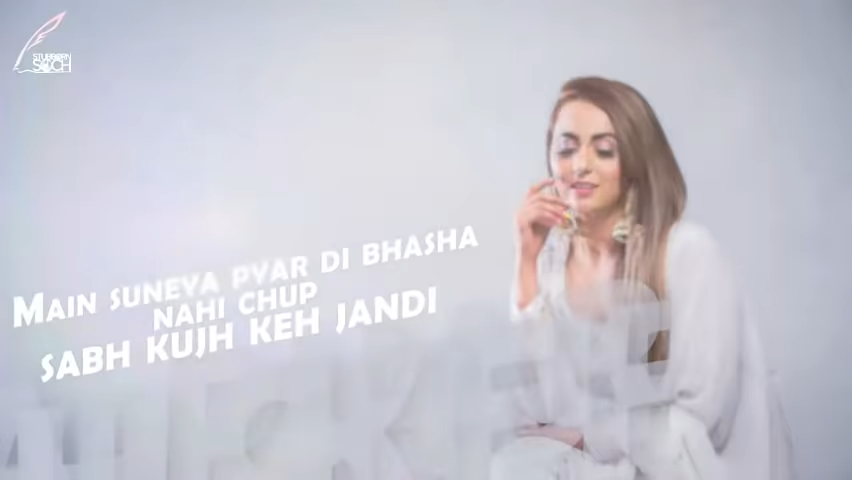 STUBBORN
SOCH
MAIN SUNEYA PYAR DI BHASHA
NAHI CHUP
SABH KUJH KEH JANDI